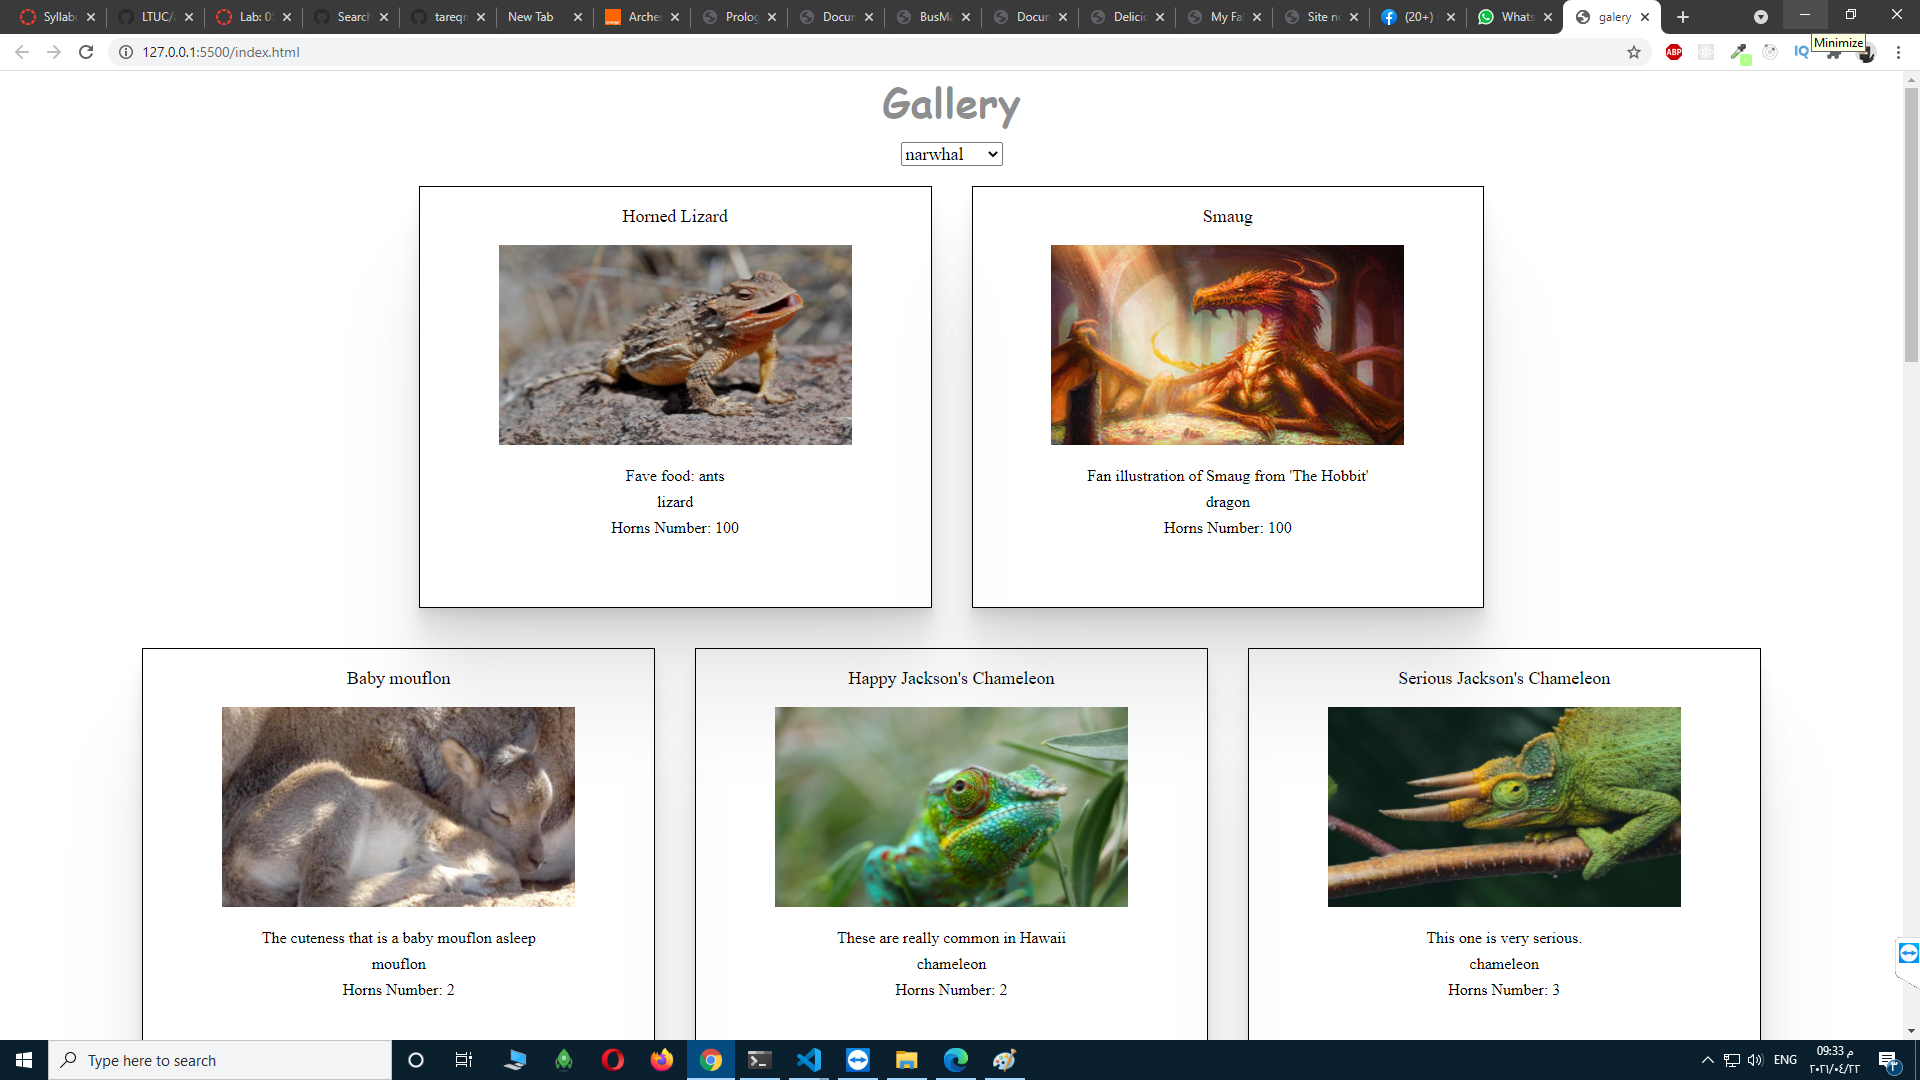 Syllab
LTUC/
Lab: 0
Search
tareqn
New Tab
Arche
Prolog
Docum
BusMa
Docum
Delicio
My Fa
Site no
(20+)
Whats
galery
127.0.0.1:5500/index.html
ABP
IQ
Minimize
Gallery
narwhal
Horned Lizard
Smaug
Fave food: ants
lizard
Horns Number: 100
Fan illustration of Smaug from 'The Hobbit'
dragon
Horns Number: 100
Baby mouflon
Happy Jackson's Chameleon
Serious Jackson's Chameleon
The cuteness that is a baby mouflon asleep
mouflon
Horns Number: 2
These are really common in Hawaii
chameleon
Horns Number: 2
This one is very serious.
chameleon
Horns Number: 3
Type here to search
ENG
09:33 م
٢٠٢١/٠٤/٢٢